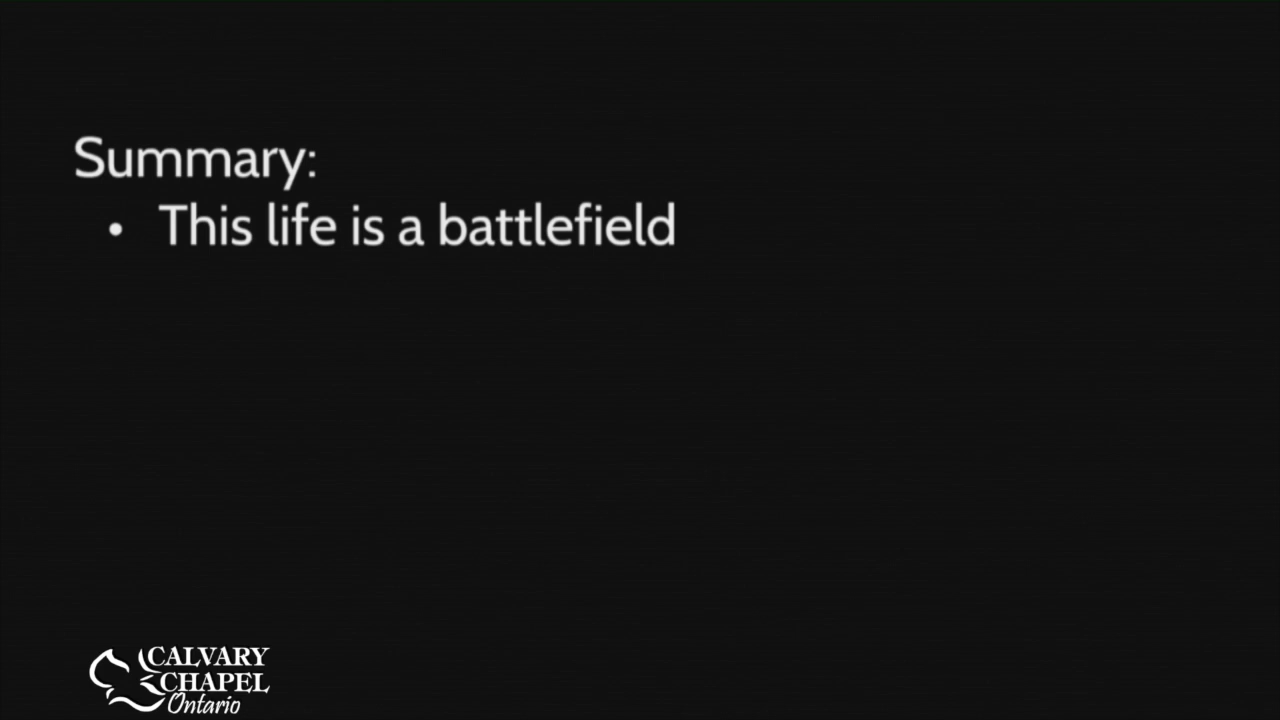 Summary:
• This life is a battlefield
CALVARY
CHAPEL
Ontario